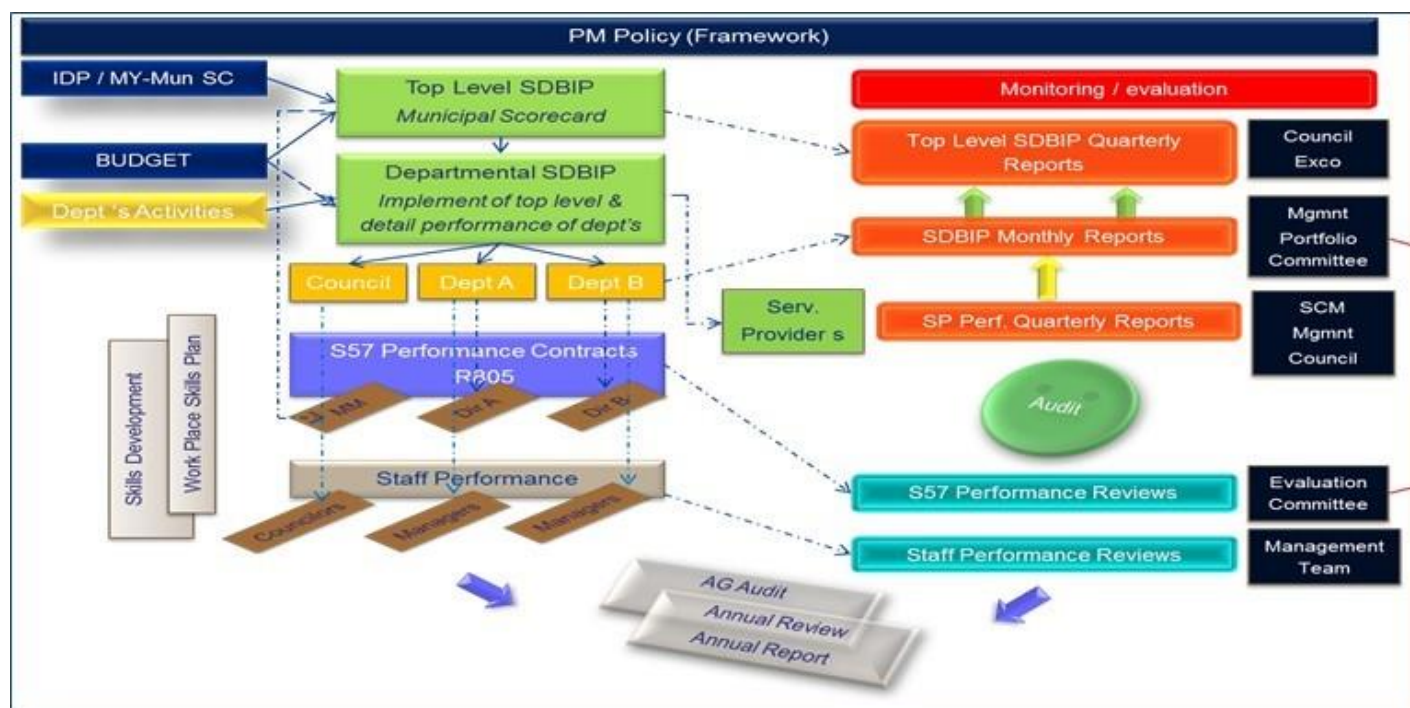 PM Policy (Framework)
IDP / MY-Mun SC
BUDGET
Dept 's Activities
Top Level SDBIP
Municipal Scorecard
Departmental SDBIP
Implement of top level &
detail performance of dept's
Council
Dept A
Dept B
Serv.
Provider s
S57 Performance Contracts
R805
MM
Dir A
Dir B
Staff Performance
Councilors
Managers
Managers
Skills Development
Work Place Skills Plan
Monitoring / evaluation
Top Level SDBIP Quarterly
Reports
Council
Exco
SDBIP Monthly Reports
Mgmnt
Portfolio
Committee
SP Perf. Quarterly Reports
SCM
Mgmnt
Council
Audit
S57 Performance Reviews
Evaluation
Committee
Staff Performance Reviews
Management
Team
AG Audit
Annual Review
Annual Report